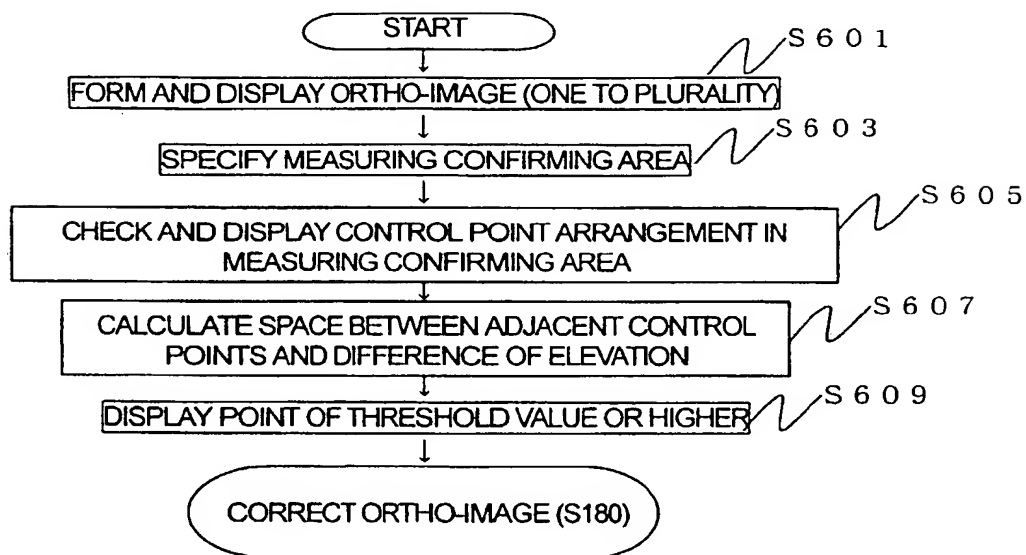 START
S601
FORM AND DISPLAY ORTHO-IMAGE (ONE TO PLURALITY)
S603
SPECIFY MEASURING CONFIRMING AREA
S605
CHECK AND DISPLAY CONTROL POINT ARRANGEMENT IN
MEASURING CONFIRMING AREA
S607
CALCULATE SPACE BETWEEN ADJACENT CONTROL
POINTS AND DIFFERENCE OF ELEVATION
S609
DISPLAY POINT OF THRESHOLD VALUE OR HIGHER
CORRECT ORTHO-IMAGE (S180)